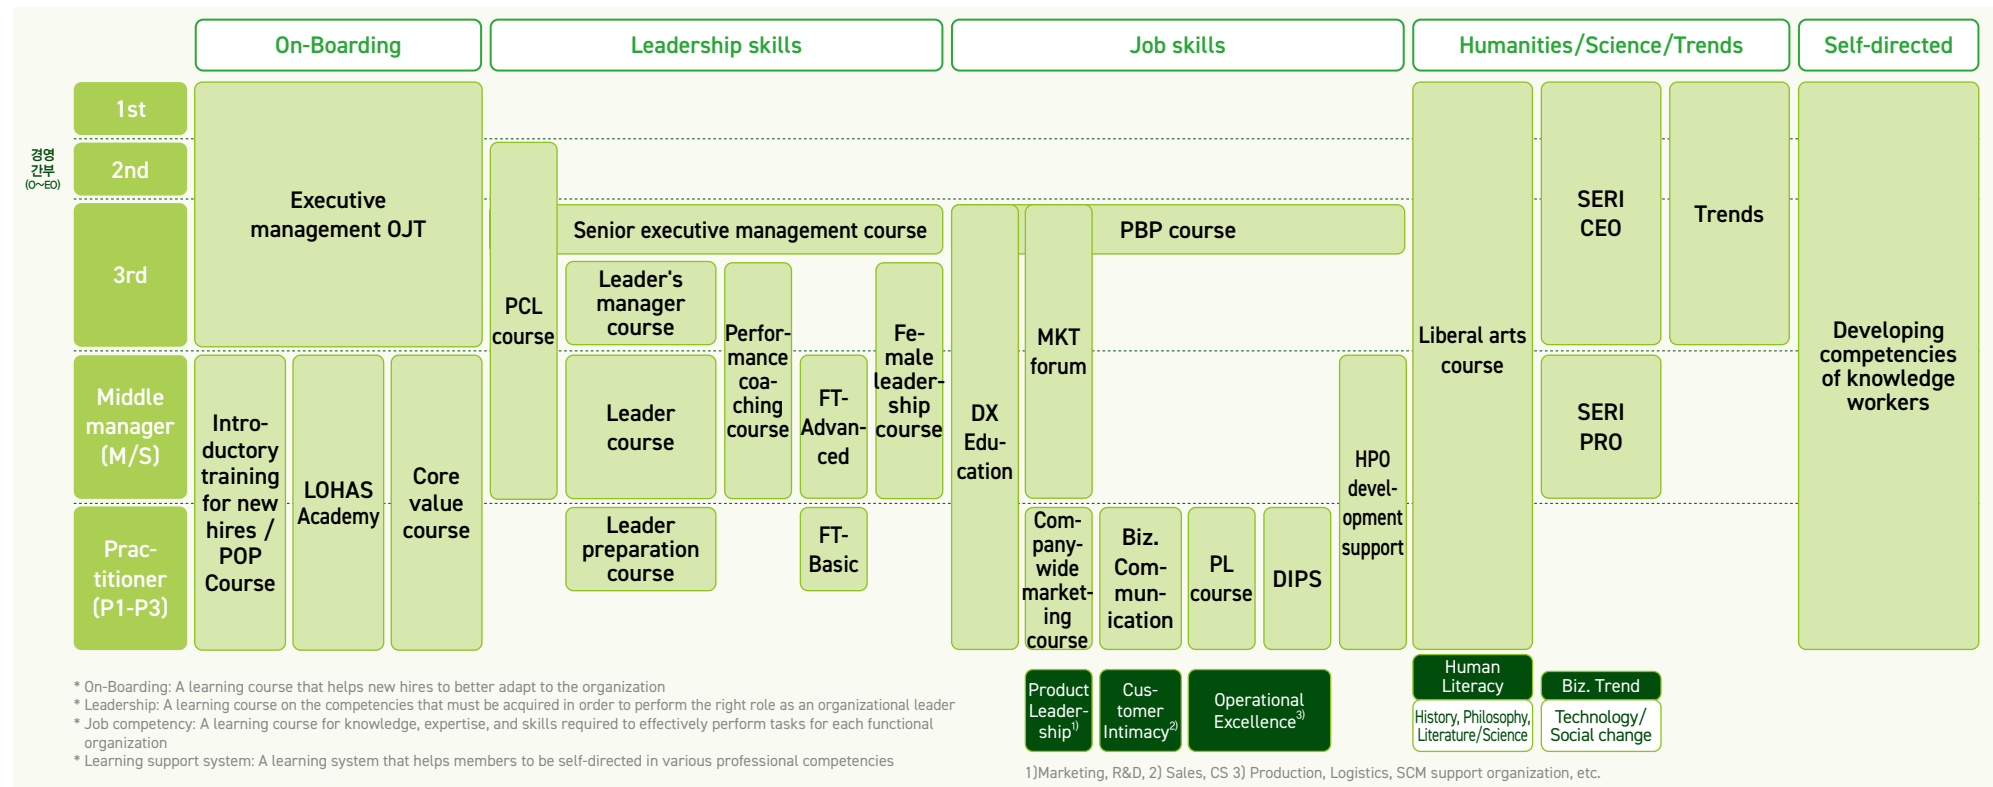 On-Boarding
Leadership skills
Job skills
Humanities/Science/Trends
Self-directed
경영
간부
(O~EO)
1st
2nd
3rd
Middle
manager
(M/S)
Prac-
titioner
(P1-P3)
Executive
management OJT
Intro-
ductory
training
for new
hires /
POP
Course
LOHAS
Academy
Core
value
course
PCL
course
Senior executive management course
Leader's
manager
course
Leader
course
Leader
preparation
course
Perfor-
mance
coa-
ching
course
FT-
Advan-
ced
FT-
Basic
Fe-
male
leader-
ship
course
PBP course
DX
Edu-
cation
MKT
forum
Com-
pany-
wide
market-
ing
course
Biz.
Com-
mun-
ication
PL
course
DIPS
HPO
devel-
opment
support
Liberal arts
course
SERI
CEO
SERI
PRO
Trends
Developing
competencies
of knowledge
workers
Product
Leader-
ship1)
Cus-
tomer
Intimacy2)
Operational
Excellence3)
Human
Literacy
History, Philosophy,
Literature/Science
Biz. Trend
Technology/
Social change
* On-Boarding: A learning course that helps new hires to better adapt to the organization
* Leadership: A learning course on the competencies that must be acquired in order to perform the right role as an organizational leader
* Job competency: A learning course for knowledge, expertise, and skills required to effectively perform tasks for each functional
organization
* Learning support system: A learning system that helps members to be self-directed in various professional competencies
1)Marketing, R&D, 2) Sales, CS 3) Production, Logistics, SCM support organization, etc.